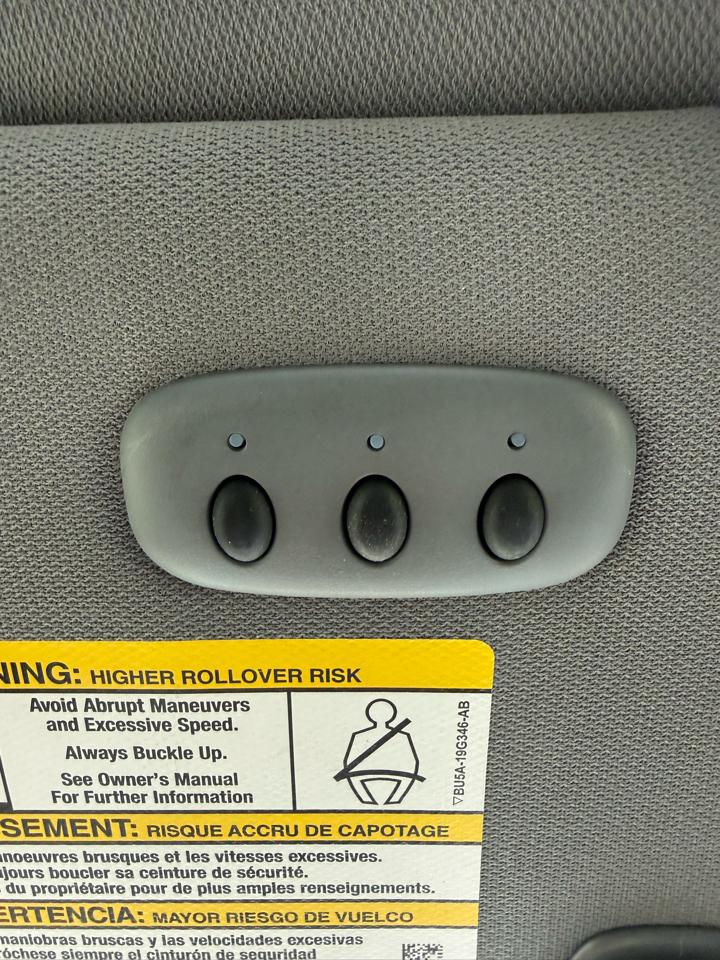 NING: HIGHER ROLLOVER RISK
Avoid Abrupt Maneuvers
and Excessive Speed.
Always Buckle Up.
See Owner's Manual
For Further Information
▽BU5A-19G346-AB
SEMENT: RISQUE ACCRU DE CAPOTAGE
anoeuvres brusques et les vitesses excessives.
ujours boucler sa ceinture de sécurité.
du propriétaire pour de plus amples renseignements.
ERTENCIA: MAYOR RIESGO DE VUELCO
maniobras bruscas y las velocidades excesivas
róchese siempre el cinturón de seguridad